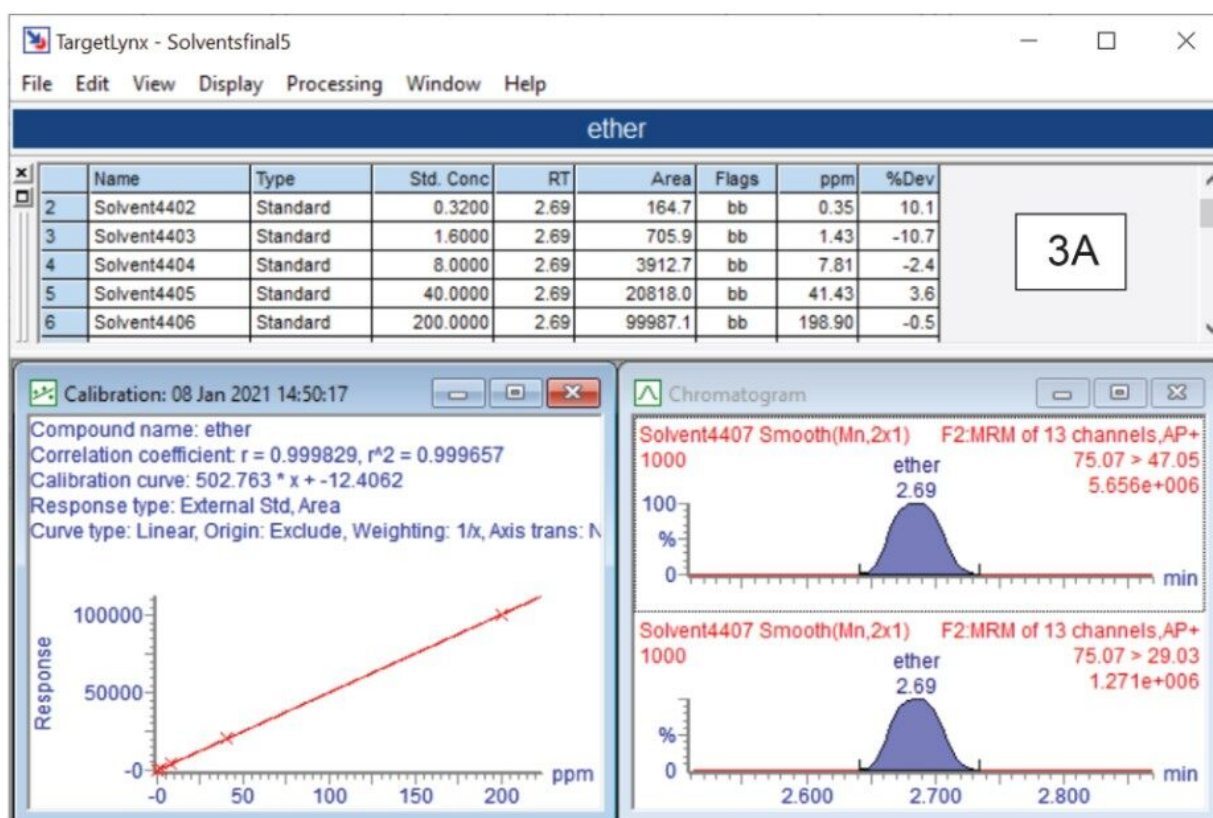 TargetLynx - Solventsfinal5
File Edit View Display Processing Window Help
ether
Name Type Std. Conc RT Area Flags ppm %Dev
2 Solvent4402 Standard 0.3200 2.69 164.7 bb 0.35 10.1
3 Solvent4403 Standard 1.6000 2.69 705.9 bb 1.43 -10.7
4 Solvent4404 Standard 8.0000 2.69 3912.7 bb 7.81 -2.4
5 Solvent4405 Standard 40.0000 2.69 20818.0 bb 41.43 3.6
6 Solvent4406 Standard 200.0000 2.69 99987.1 bb 198.90 -0.5
3A
Calibration: 08 Jan 2021 14:50:17
Compound name: ether
Correlation coefficient: r = 0.999829, r^2 = 0.999657
Calibration curve: 502.763 * x + -12.4062
Response type: External Std, Area
Curve type: Linear, Origin: Exclude, Weighting: 1/x, Axis trans: N
Response
100000
50000
-0
-0 50 100 150 200
ppm
Chromatogram
Solvent4407 Smooth(Mn,2x1) F2:MRM of 13 channels,AP+
1000 75.07 > 47.05
ether 5.656e+006
2.69
100
%
0
min
Solvent4407 Smooth(Mn,2x1) F2:MRM of 13 channels,AP+
1000 75.07 > 29.03
ether 1.271e+006
2.69
%
0
min
2.600 2.700 2.800